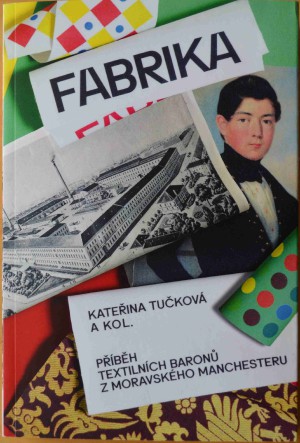 FABRIKA
KATEŘINA TUČKOVÁ
A KOL.
PŘÍBĚH
TEXTILNÍCH BARONŮ
Z MORAVSKÉHO MANCHESTERU